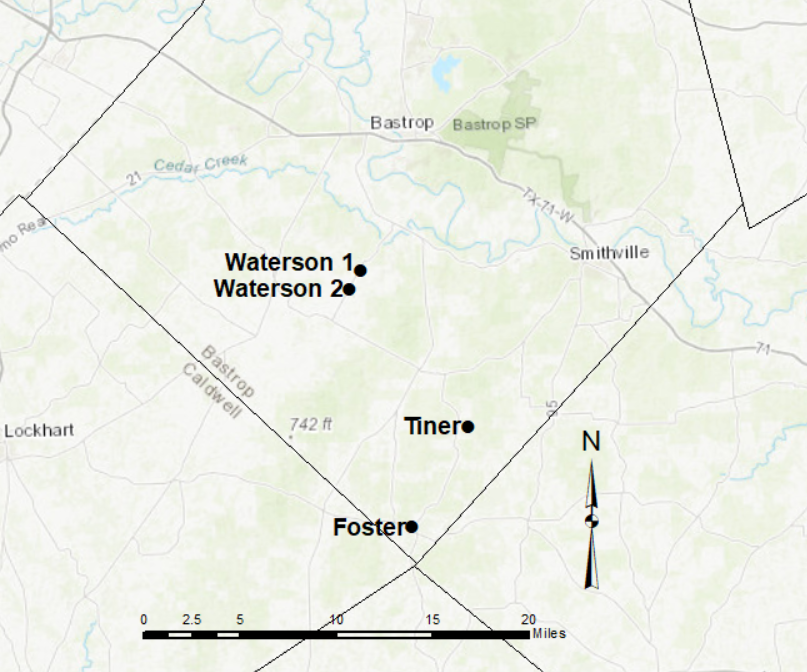 Bastrop
Bastrop SP
Cedar Creek
21
TX-71-W
Smithville
Waterson 1
Waterson 2
71
Bastrop
Caldwell
95
742 ft
Lockhart
Tiner
N
Foster
0 2.5 5 10 15 20
Miles